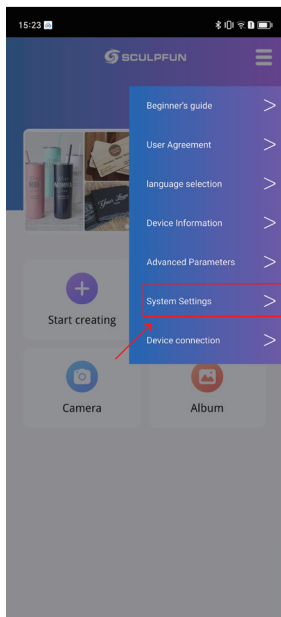 15:23
SCULPFUN
Beginner's guide
User Agreement
language selection
Device Information
Advanced Parameters
System Settings
Device connection
Start creating
Camera
Album